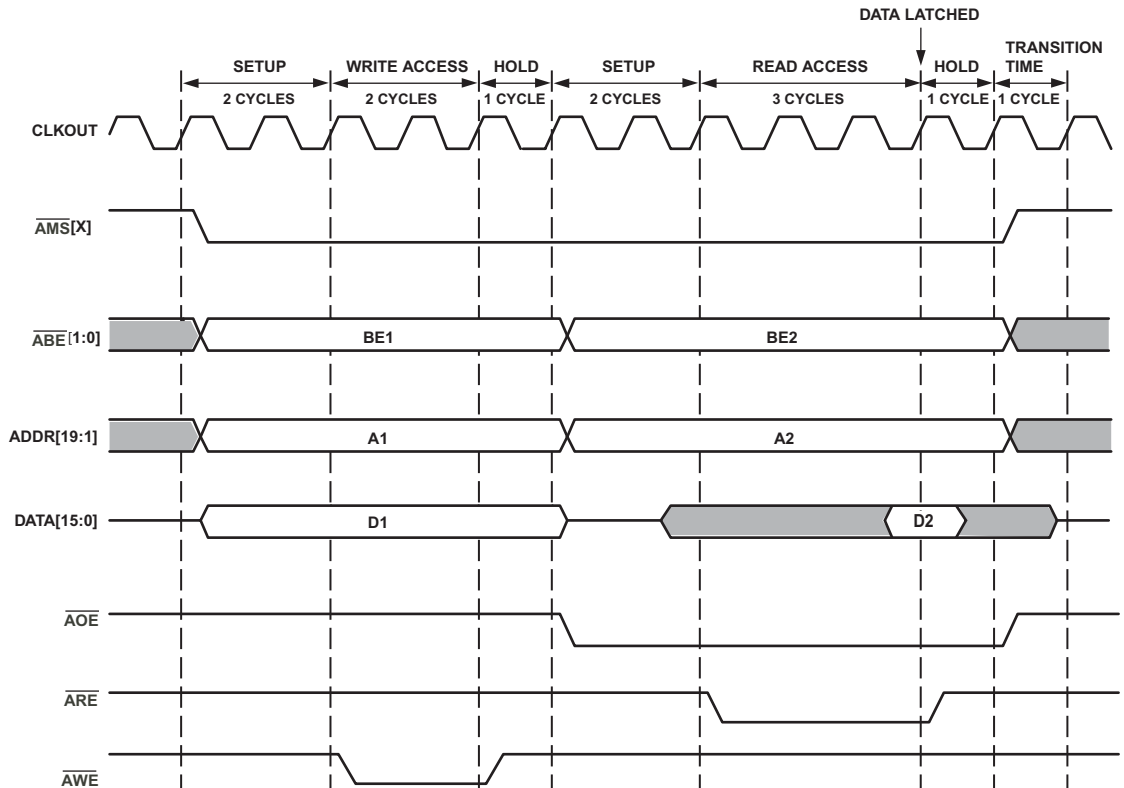 DATA LATCHED
TRANSITION
SETUP WRITE ACCESS HOLD SETUP READ ACCESS HOLD TIME
2 CYCLES 2 CYCLES 1 CYCLE 2 CYCLES 3 CYCLES 1 CYCLE 1 CYCLE
CLKOUT
AMS[X]
ABE[1:0] BE1 BE2
ADDR[19:1] A1 A2
DATA[15:0] D1 D2
AOE
ARE
AWE